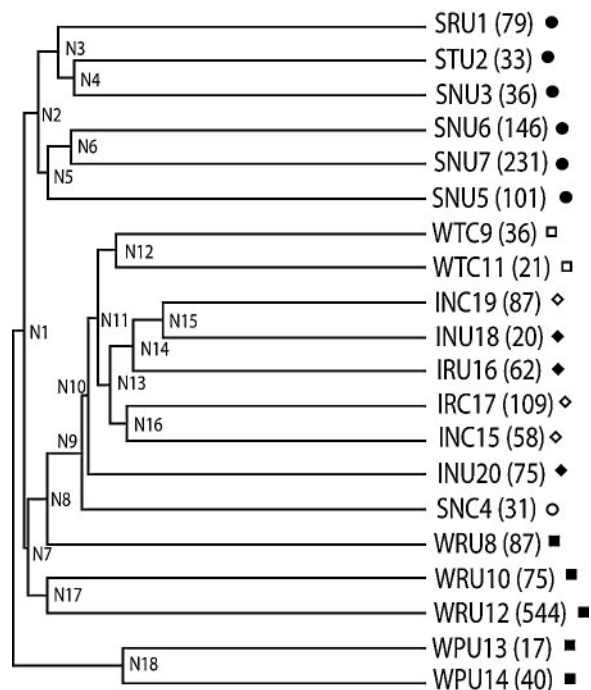 SRU1 (79)
N3
STU2 (33)
N4
SNU3 (36)
N2
SNU6 (146)
N6
SNU7 (231)
N5
SNU5 (101)
WTC9 (36)
N12
WTC11 (21)
INC19 (87)
N11
N15
N1
INU18 (20)
N14
IRU16 (62)
N13
N10
IRC17 (109)
N16
INC15 (58)
N9
INU20 (75)
N8
SNC4 (31)
WRU8 (87)
N7
WRU10 (75)
N17
WRU12 (544)
WPU13 (17)
N18
WPU14 (40)